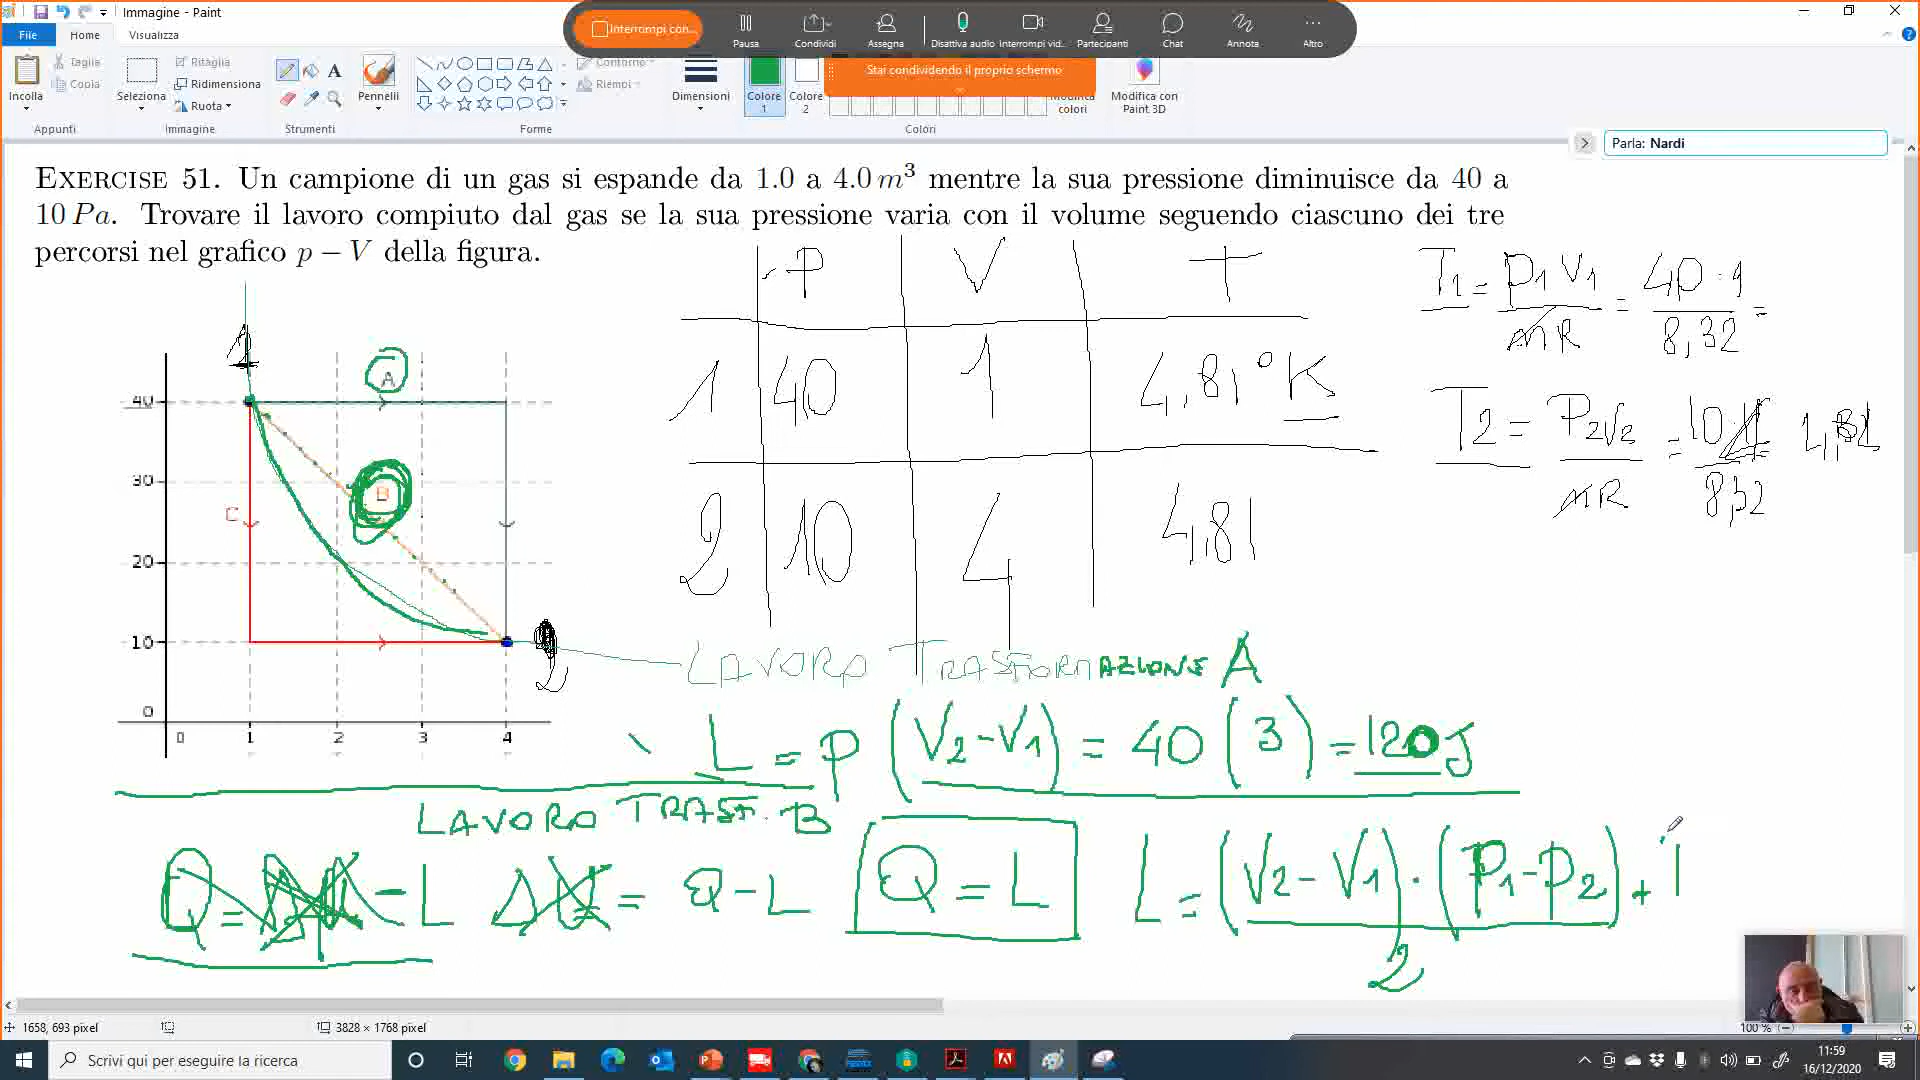 Immagine - Paint
Interrompi con...
Pausa
Condividi
Assegna
Disattiva audio
Interrompi vid...
Partecipanti
Chat
Annota
Altro
File
Home
Visualizza
Stai condividendo il proprio schermo
Incolla
Taglia
Copia
Seleziona
Ritaglia
Ridimensiona
Ruota
A
Pennelli
Contorno
Riempi
Dimensioni
Colore 1
Colore 2
Modifica colori
Modifica con Paint 3D
Appunti
Immagine
Strumenti
Forme
Colori
Parla: Nardi
EXERCISE 51. Un campione di un gas si espande da 1.0 a 4.0 m³ mentre la sua pressione diminuisce da 40 a
10 Pa. Trovare il lavoro compiuto dal gas se la sua pressione varia con il volume seguendo ciascuno dei tre
percorsi nel grafico p − V della figura.
P V T
1 40 1 4,81 °K
2 10 4 4,81
T1 = P1 V1 / nR = 40 · 1 / 8,32 =
T2 = P2 V2 / nR = 10 · 4 / 8,32
1
A
40
30
B
C
20
10
2
0
0 1 2 3 4
LAVORO TRASFORMAZIONE A
L = P (V2 - V1) = 40 (3) = 120 J
LAVORO TRASF. B
Q = - L
ΔU = Q - L
Q = L
L = (V2 - V1) · (P1 - P2) / 2 +
1658, 693 pixel
3828 × 1768 pixel
100 %
Scrivi qui per eseguire la ricerca
11:59
16/12/2020